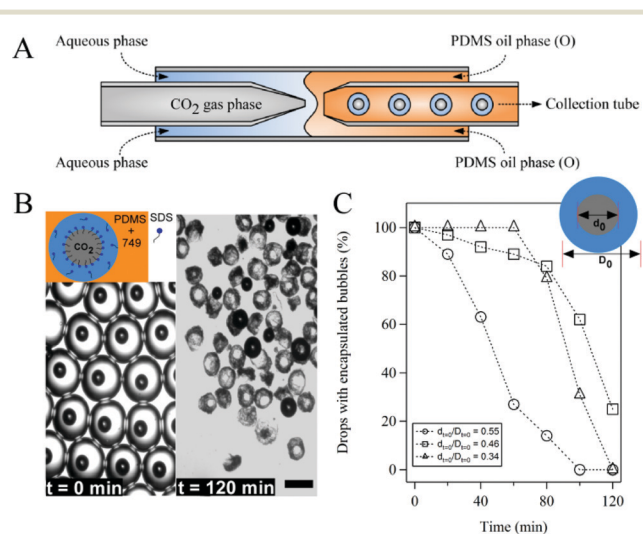 A
Aqueous phase
PDMS oil phase (O)
CO2 gas phase
Collection tube
Aqueous phase
PDMS oil phase (O)
B
PDMS
+
749
SDS
CO2
t = 0 min
t = 120 min
C
d0
D0
Drops with encapsulated bubbles (%)
100
80
60
40
20
0
dt=0/Dt=0 = 0.55
dt=0/Dt=0 = 0.46
dt=0/Dt=0 = 0.34
0
40
80
120
Time (min)